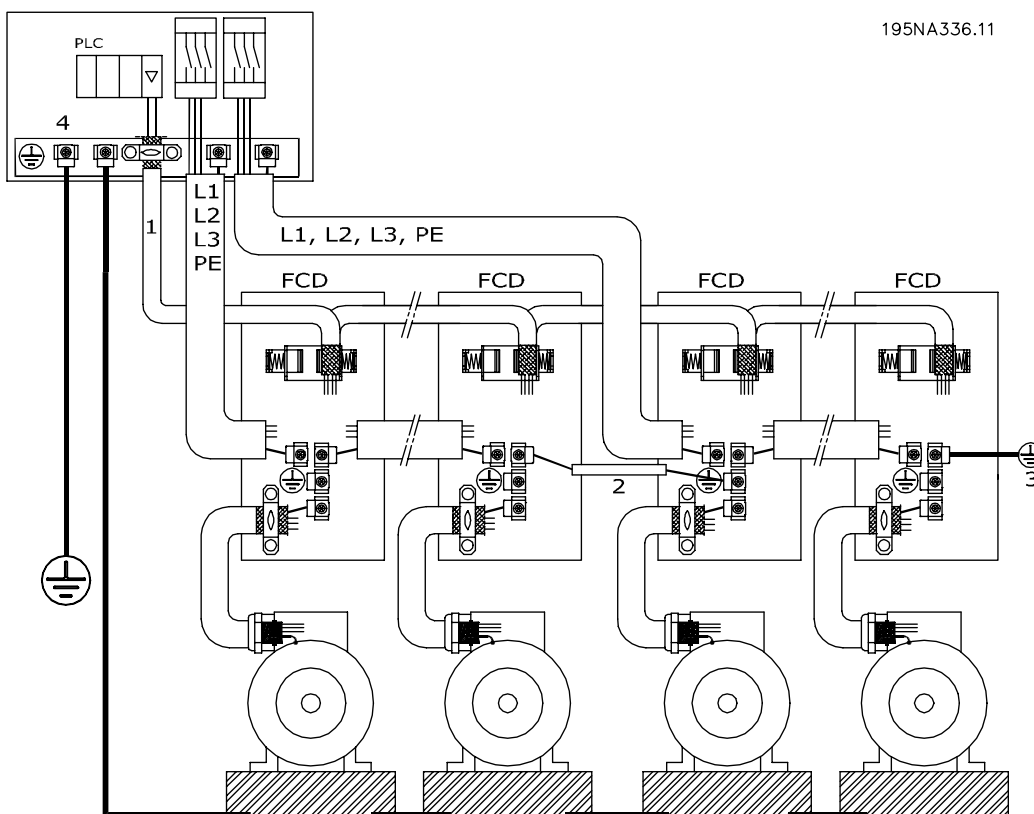 195NA336.11
PLC
4
1
L1
L2
L3
PE
L1, L2, L3, PE
FCD
FCD
FCD
FCD
2
3